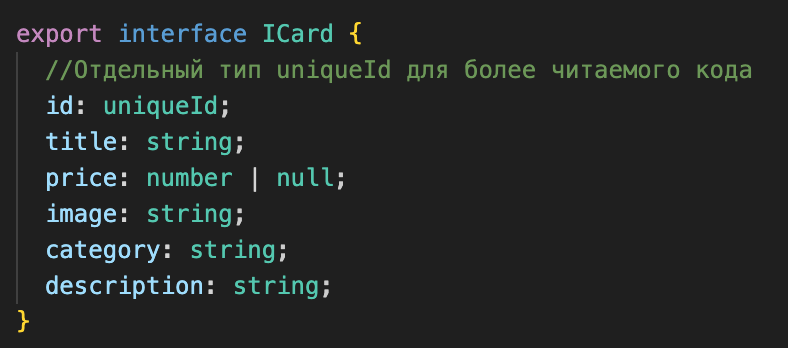 export interface ICard {
//Отдельный тип uniqueId для более читаемого кода
id: uniqueId;
title: string;
price: number | null;
image: string;
category: string;
description: string;
}